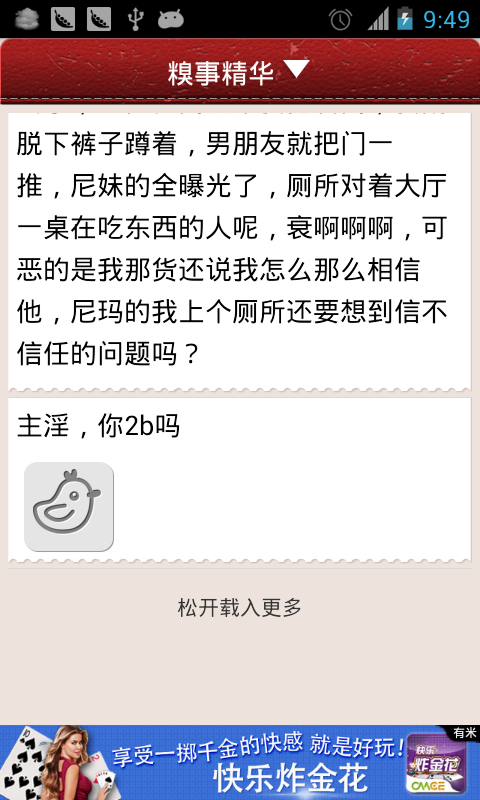 9:49
糗事精华
脱下裤子蹲着，男朋友就把门一
推，尼妹的全曝光了，厕所对着大厅
一桌在吃东西的人呢，衰啊啊啊，可
恶的是我那货还说我怎么那么相信
他，尼玛的我上个厕所还要想到信不
信任的问题吗？
主淫，你2b吗
松开载入更多
享受一掷千金的快感 就是好玩！
快乐炸金花
有米
快乐
炸金花
OMCE